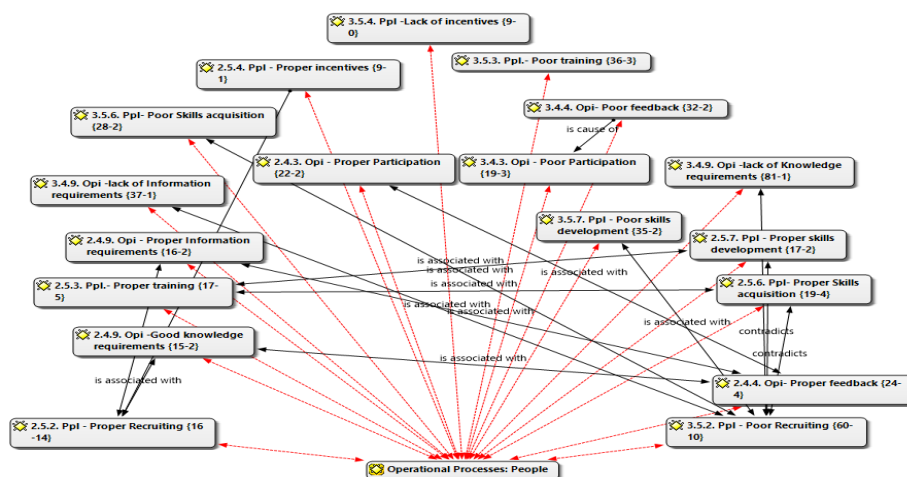 3.5.4. Ppl -Lack of incentives {9-
0}
2.5.4. Ppl - Proper incentives {9-
1}
3.5.3. Ppl.- Poor training {36-3}
3.5.6. Ppl- Poor Skills acquisition
{28-2}
3.4.4. Opi- Poor feedback {32-2}
is cause of
2.4.3. Opi - Proper Participation
{22-2}
3.4.3. Opi - Poor Participation
{19-3}
3.4.9. Opi -lack of Knowledge
requirements {81-1}
3.4.9. Opi -lack of Information
requirements {37-1}
3.5.7. Ppl - Poor skills
development {35-2}
2.4.9. Opi - Proper Information
requirements {16-2}
2.5.7. Ppl - Proper skills
development {17-2}
is associated with
is associated with
is associated with
2.5.3. Ppl.- Proper training {17-
5}
is associated with
2.5.6. Ppl- Proper Skills
acquisition {19-4}
is associated with
is associated with
contradicts
2.4.9. Opi -Good knowledge
requirements {15-2}
is associated with
contradicts
is associated with
2.4.4. Opi- Proper feedback {24-
4}
2.5.2. Ppl - Proper Recruiting {16
-14}
3.5.2. Ppl - Poor Recruiting {60-
10}
Operational Processes: People